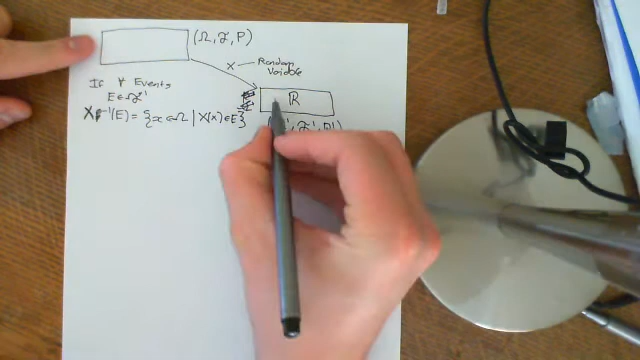 (Ω, F, P)
X — Random Variable
If ∀ Events
E ∈ F'
ℝ
X⁻¹(E) = {x ∈ Ω | X(x) ∈ E}
', F', P')